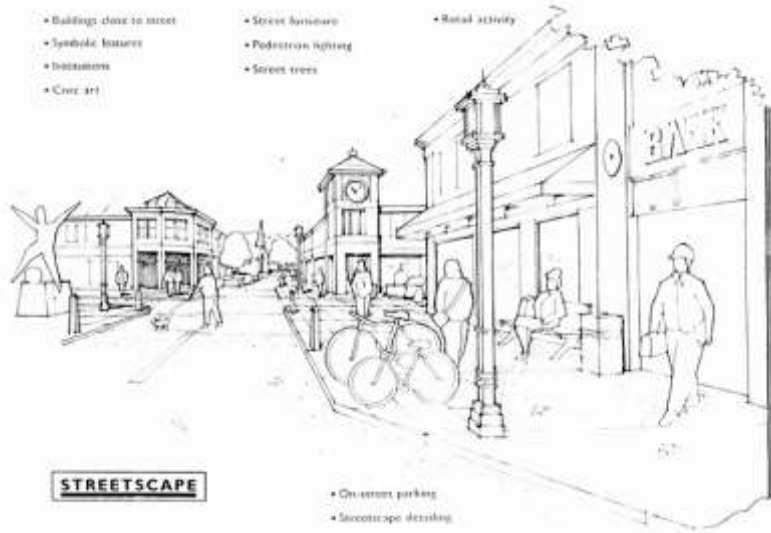 • Buildings close to street
• Symbolic features
• Institutions
• Civic art
• Street furniture
• Pedestrian lighting
• Street trees
• Retail activity
BANK
STREETSCAPE
• On-street parking
• Streetscape detailing